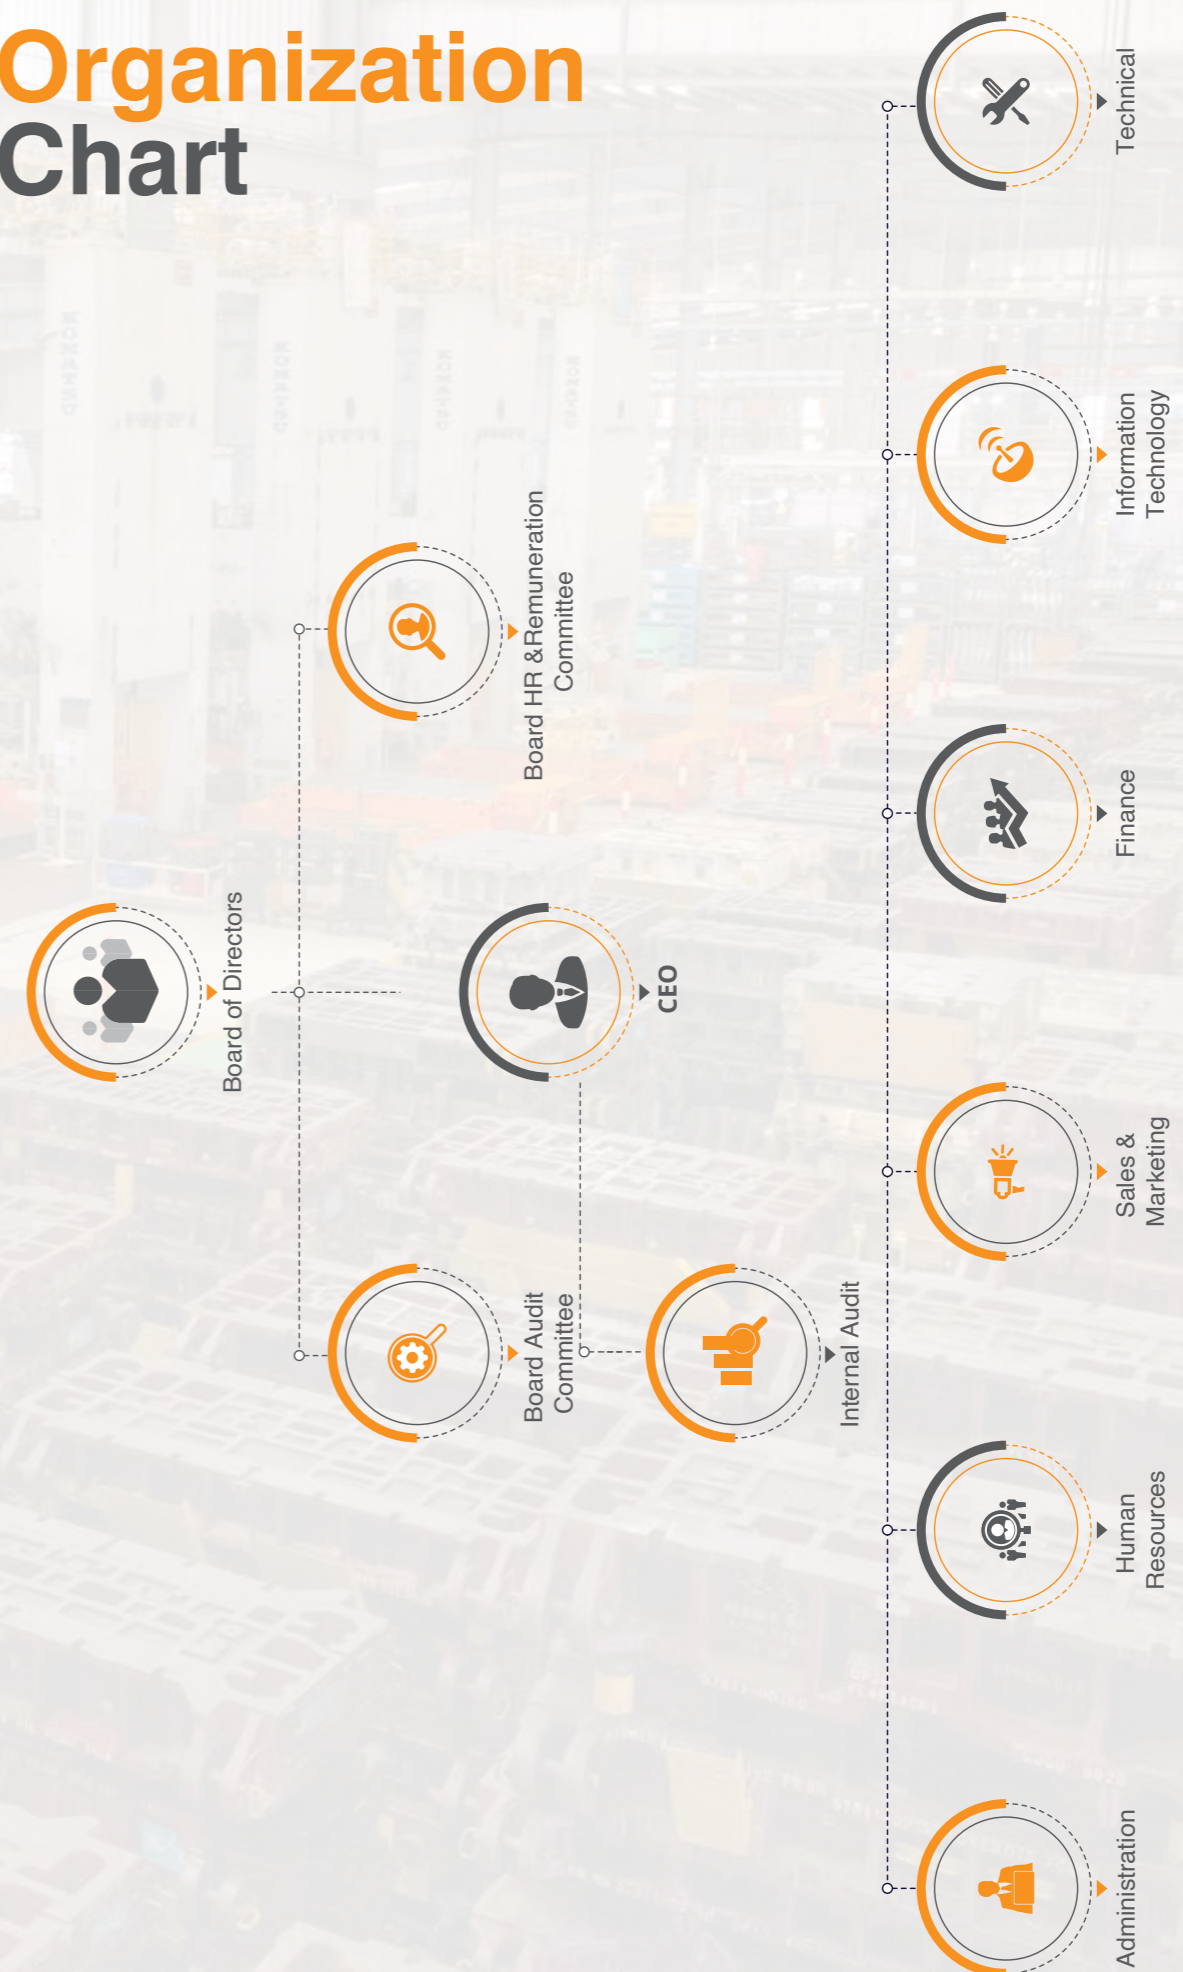 Organization
Chart
Board of Directors
Board HR &Remuneration
Committee
Board Audit
Committee
CEO
Internal Audit
Technical
Information
Technology
Finance
Sales &
Marketing
Human
Resources
Administration